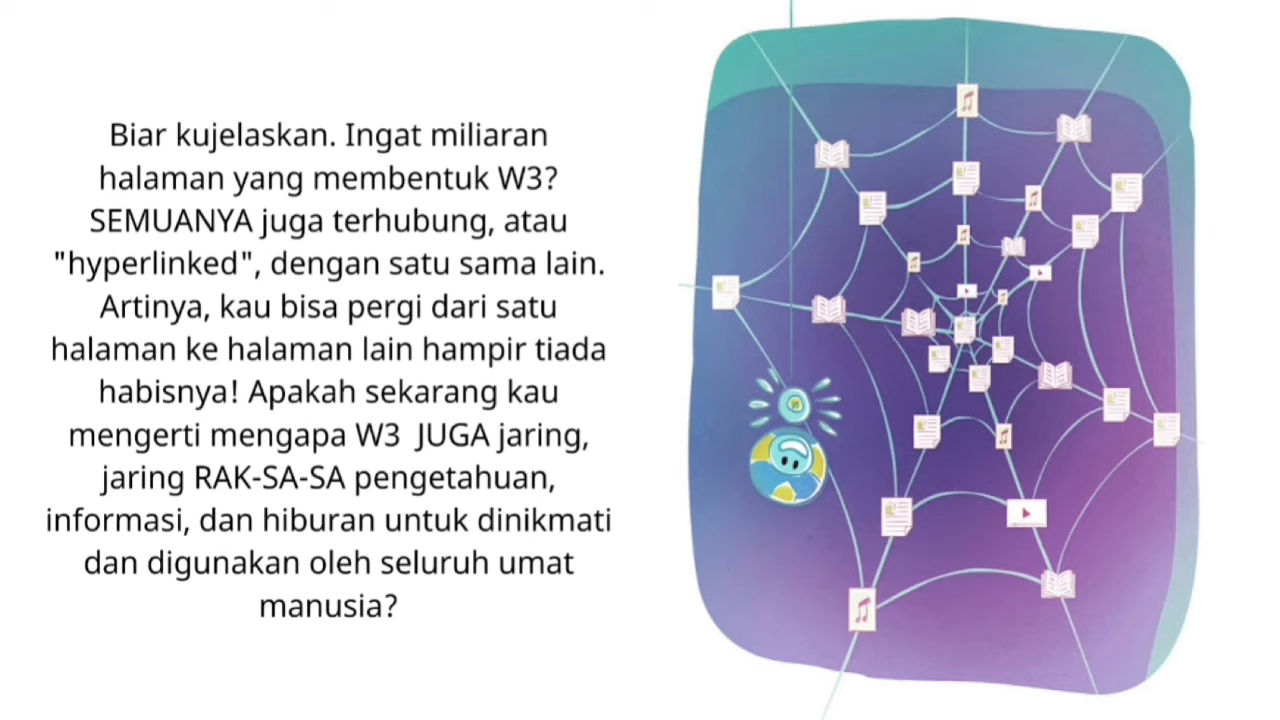 Biar kujelaskan. Ingat miliaran
halaman yang membentuk W3?
SEMUANYA juga terhubung, atau
"hyperlinked", dengan satu sama lain.
Artinya, kau bisa pergi dari satu
halaman ke halaman lain hampir tiada
habisnya! Apakah sekarang kau
mengerti mengapa W3  JUGA jaring,
jaring RAK-SA-SA pengetahuan,
informasi, dan hiburan untuk dinikmati
dan digunakan oleh seluruh umat
manusia?